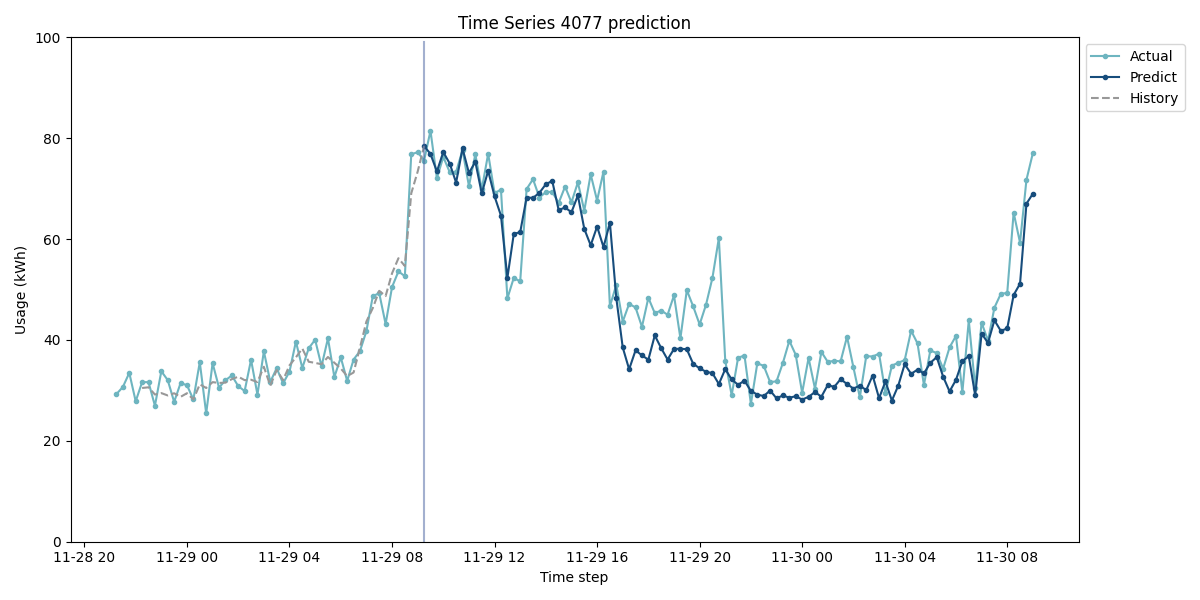 Time Series 4077 prediction
100
80
60
40
20
0
Usage (kWh)
11-28 20
11-29 00
11-29 04
11-29 08
11-29 12
11-29 16
11-29 20
11-30 00
11-30 04
11-30 08
Time step
Actual
Predict
History